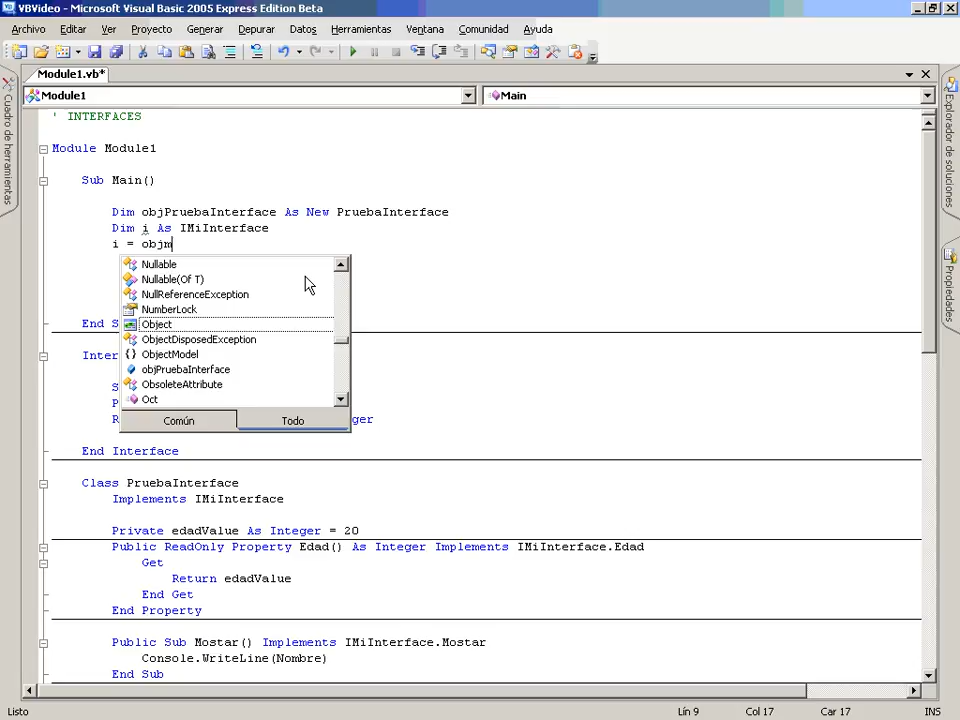 VBVideo - Microsoft Visual Basic 2005 Express Edition Beta
Archivo Editar Ver Proyecto Generar Depurar Datos Herramientas Ventana Comunidad Ayuda
Module1.vb*
Module1 Main
Cuadro de herramientas
Explorador de soluciones
Propiedades
' INTERFACES
Module Module1
Sub Main()
Dim objPruebaInterface As New PruebaInterface
Dim i As IMiInterface
i = objm
Nullable
Nullable(Of T)
NullReferenceException
NumberLock
Object
ObjectDisposedException
ObjectModel
objPruebaInterface
ObsoleteAttribute
Oct
Común Todo
End S
Inter
S
P
R ger
End Interface
Class PruebaInterface
Implements IMiInterface
Private edadValue As Integer = 20
Public ReadOnly Property Edad() As Integer Implements IMiInterface.Edad
Get
Return edadValue
End Get
End Property
Public Sub Mostar() Implements IMiInterface.Mostar
Console.WriteLine(Nombre)
End Sub
Listo Lín 9 Col 17 Car 17 INS